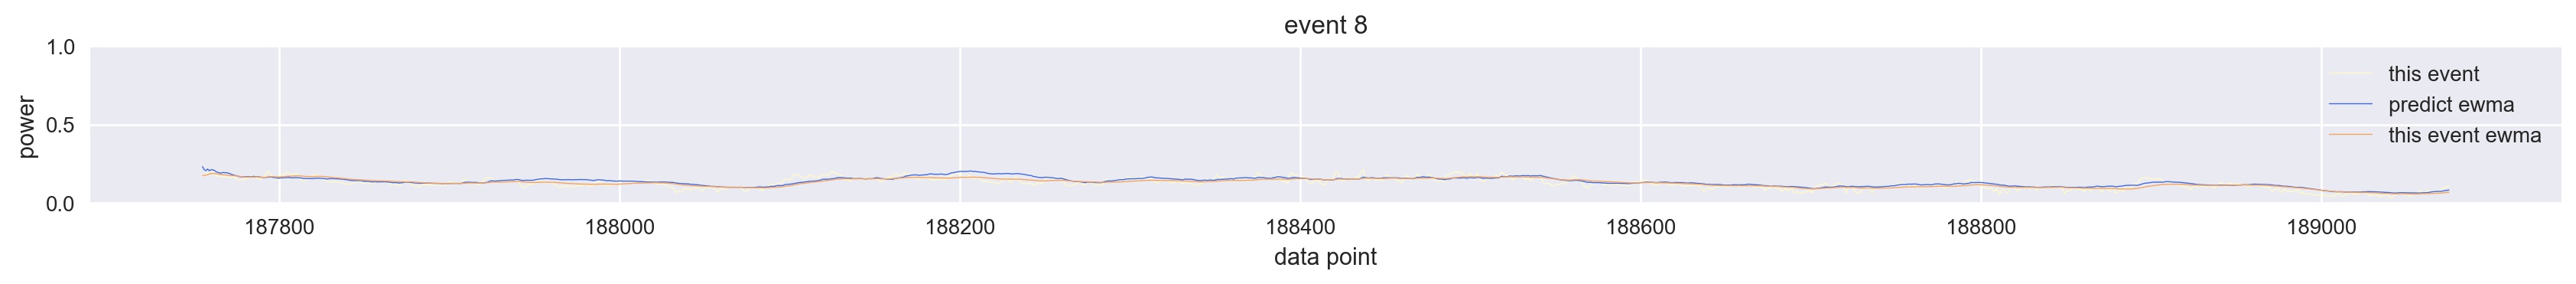 event 8
1.0
0.5
0.0
power
this event
predict ewma
this event ewma
187800 188000 188200 188400 188600 188800 189000
data point